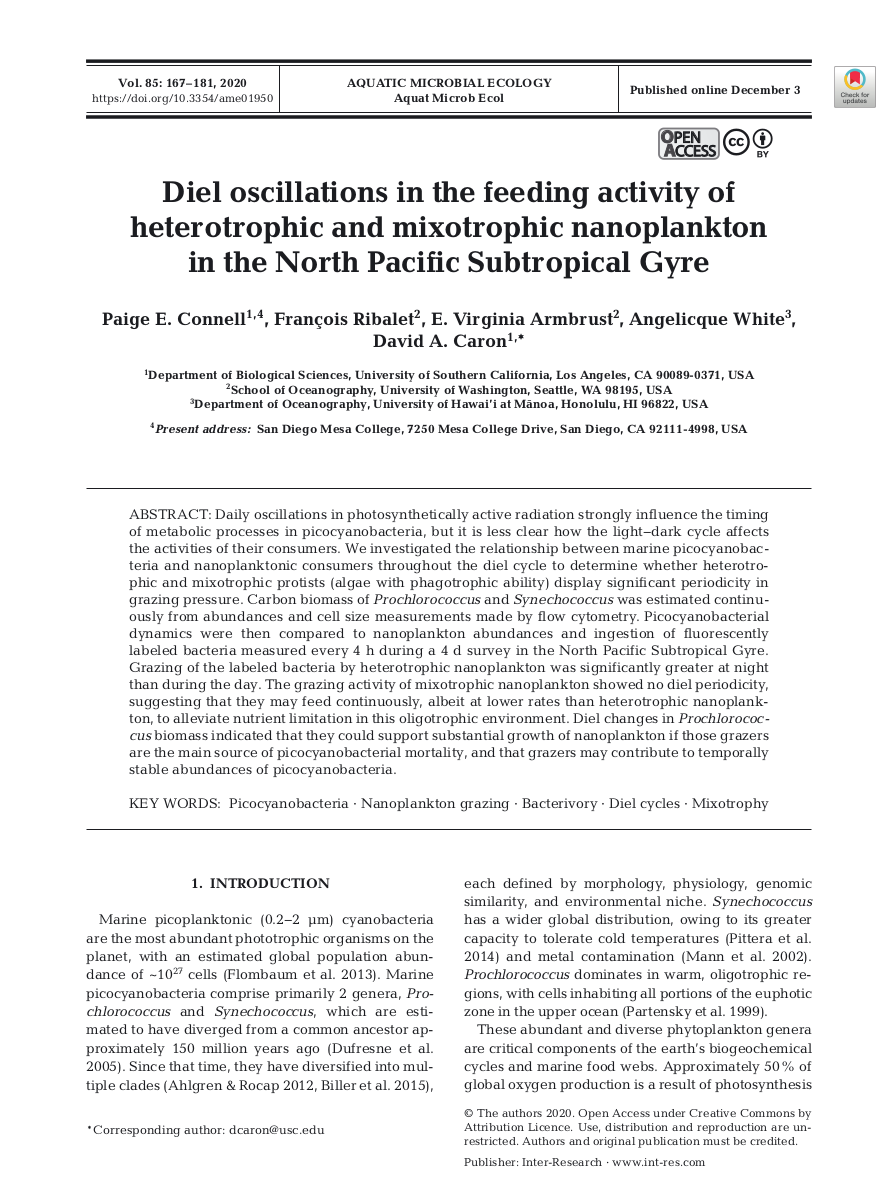 Vol. 85: 167–181, 2020
https://doi.org/10.3354/ame01950
AQUATIC MICROBIAL ECOLOGY
Aquat Microb Ecol
Published online December 3
Check for
updates
OPEN
ACCESS
cc
BY
Diel oscillations in the feeding activity of
heterotrophic and mixotrophic nanoplankton
in the North Pacific Subtropical Gyre
Paige E. Connell1,4, François Ribalet2, E. Virginia Armbrust2, Angelicque White3,
David A. Caron1,*
1Department of Biological Sciences, University of Southern California, Los Angeles, CA 90089-0371, USA
2School of Oceanography, University of Washington, Seattle, WA 98195, USA
3Department of Oceanography, University of Hawai'i at Mānoa, Honolulu, HI 96822, USA
4Present address: San Diego Mesa College, 7250 Mesa College Drive, San Diego, CA 92111-4998, USA
ABSTRACT: Daily oscillations in photosynthetically active radiation strongly influence the timing
of metabolic processes in picocyanobacteria, but it is less clear how the light–dark cycle affects
the activities of their consumers. We investigated the relationship between marine picocyanobac-
teria and nanoplanktonic consumers throughout the diel cycle to determine whether heterotro-
phic and mixotrophic protists (algae with phagotrophic ability) display significant periodicity in
grazing pressure. Carbon biomass of Prochlorococcus and Synechococcus was estimated continu-
ously from abundances and cell size measurements made by flow cytometry. Picocyanobacterial
dynamics were then compared to nanoplankton abundances and ingestion of fluorescently
labeled bacteria measured every 4 h during a 4 d survey in the North Pacific Subtropical Gyre.
Grazing of the labeled bacteria by heterotrophic nanoplankton was significantly greater at night
than during the day. The grazing activity of mixotrophic nanoplankton showed no diel periodicity,
suggesting that they may feed continuously, albeit at lower rates than heterotrophic nanoplank-
ton, to alleviate nutrient limitation in this oligotrophic environment. Diel changes in Prochlorococ-
cus biomass indicated that they could support substantial growth of nanoplankton if those grazers
are the main source of picocyanobacterial mortality, and that grazers may contribute to temporally
stable abundances of picocyanobacteria.
KEY WORDS: Picocyanobacteria · Nanoplankton grazing · Bacterivory · Diel cycles · Mixotrophy
1. INTRODUCTION
Marine picoplanktonic (0.2–2 µm) cyanobacteria
are the most abundant phototrophic organisms on the
planet, with an estimated global population abun-
dance of ~10^27 cells (Flombaum et al. 2013). Marine
picocyanobacteria comprise primarily 2 genera, Pro-
chlorococcus and Synechococcus, which are esti-
mated to have diverged from a common ancestor ap-
proximately 150 million years ago (Dufresne et al.
2005). Since that time, they have diversified into mul-
tiple clades (Ahlgren & Rocap 2012, Biller et al. 2015),
*Corresponding author: dcaron@usc.edu
each defined by morphology, physiology, genomic
similarity, and environmental niche. Synechococcus
has a wider global distribution, owing to its greater
capacity to tolerate cold temperatures (Pittera et al.
2014) and metal contamination (Mann et al. 2002).
Prochlorococcus dominates in warm, oligotrophic re-
gions, with cells inhabiting all portions of the euphotic
zone in the upper ocean (Partensky et al. 1999).
These abundant and diverse phytoplankton genera
are critical components of the earth's biogeochemical
cycles and marine food webs. Approximately 50% of
global oxygen production is a result of photosynthesis
© The authors 2020. Open Access under Creative Commons by
Attribution Licence. Use, distribution and reproduction are un-
restricted. Authors and original publication must be credited.
Publisher: Inter-Research · www.int-res.com